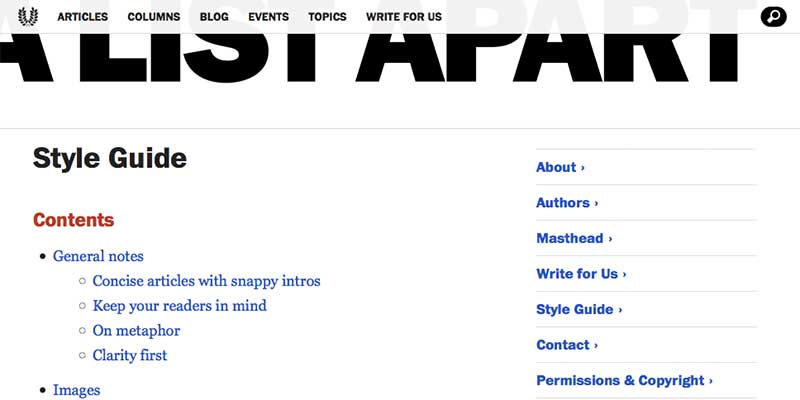 ARTICLES COLUMNS BLOG EVENTS TOPICS WRITE FOR US
A LIST APART
Style Guide
Contents
• General notes
◦ Concise articles with snappy intros
◦ Keep your readers in mind
◦ On metaphor
◦ Clarity first
• Images
About ›
Authors ›
Masthead ›
Write for Us ›
Style Guide ›
Contact ›
Permissions & Copyright ›